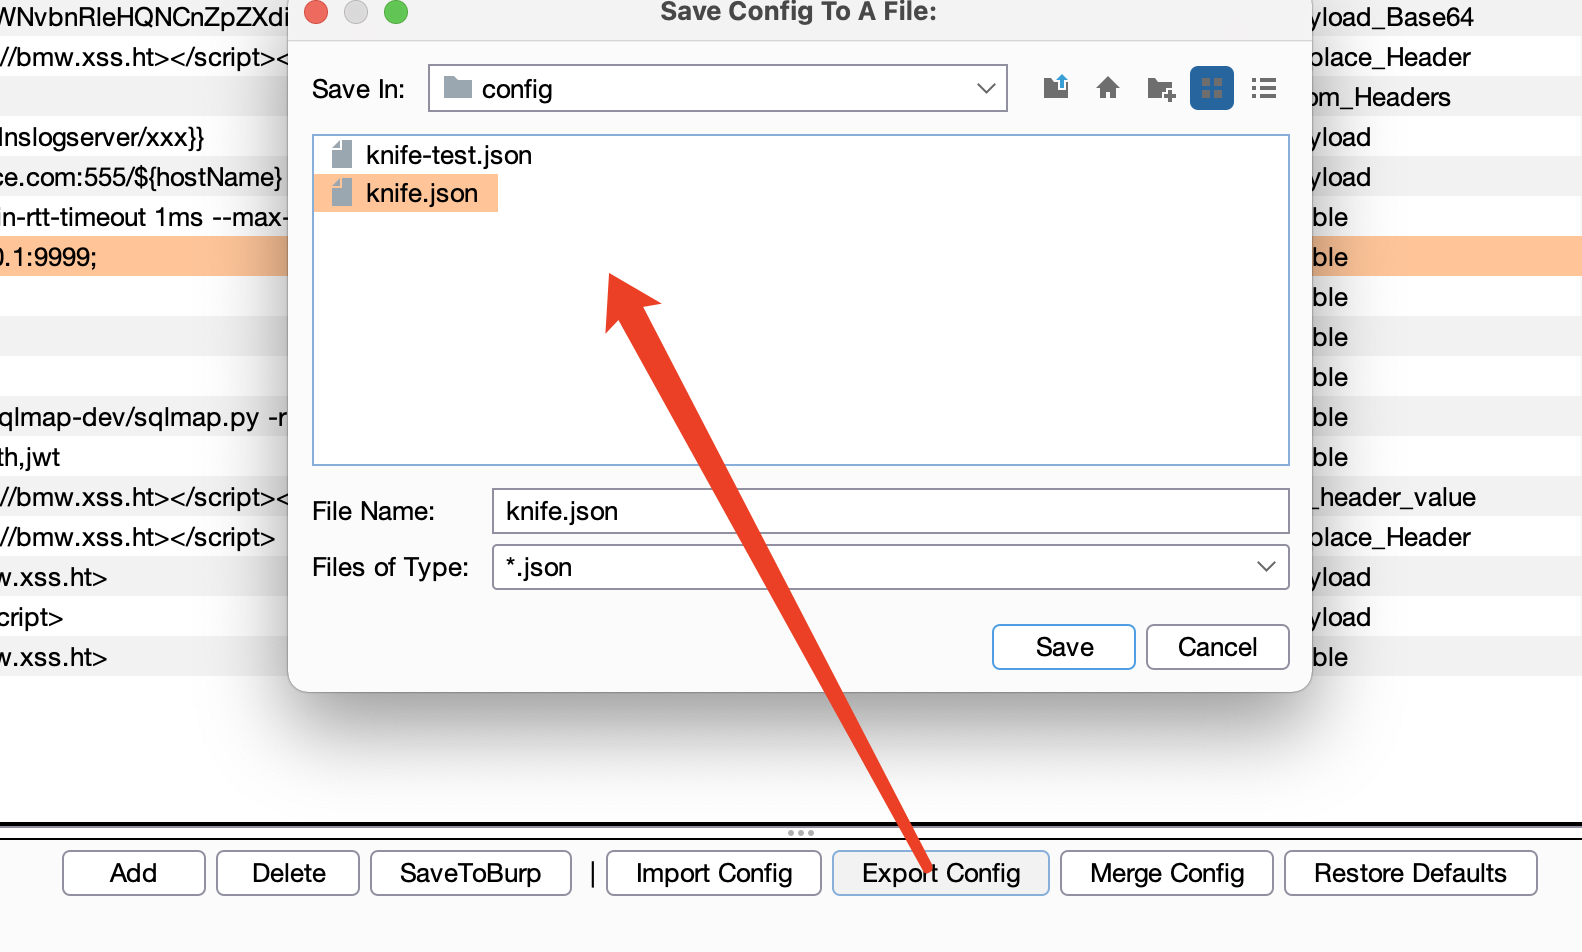 Save Config To A File:
WNvbnRleHQNCnZpZXdi
yload_Base64
//bmw.xss.ht></script><
place_Header
Save In:
config
om_Headers
lnslogserver/xxx}}
yload
knife-test.json
ce.com:555/${hostName}
yload
knife.json
in-rtt-timeout 1ms --max-
ble
0.1:9999;
ble
ble
ble
ble
qlmap-dev/sqlmap.py -r
ble
th,jwt
ble
//bmw.xss.ht></script><
_header_value
File Name:
knife.json
//bmw.xss.ht></script>
place_Header
Files of Type:
*.json
w.xss.ht>
yload
cript>
yload
Save
Cancel
w.xss.ht>
ble
Add
Delete
SaveToBurp
|
Import Config
Export Config
Merge Config
Restore Defaults